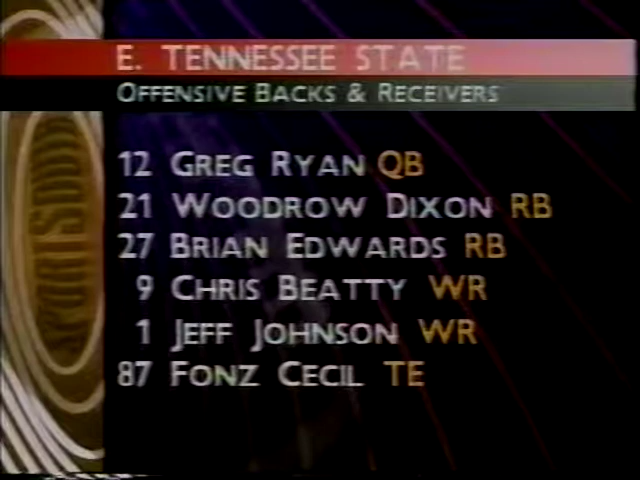 E. TENNESSEE STATE
OFFENSIVE BACKS & RECEIVERS
12 GREG RYAN QB
21 WOODROW DIXON RB
27 BRIAN EDWARDS RB
9 CHRIS BEATTY WR
1 JEFF JOHNSON WR
87 FONZ CECIL TE